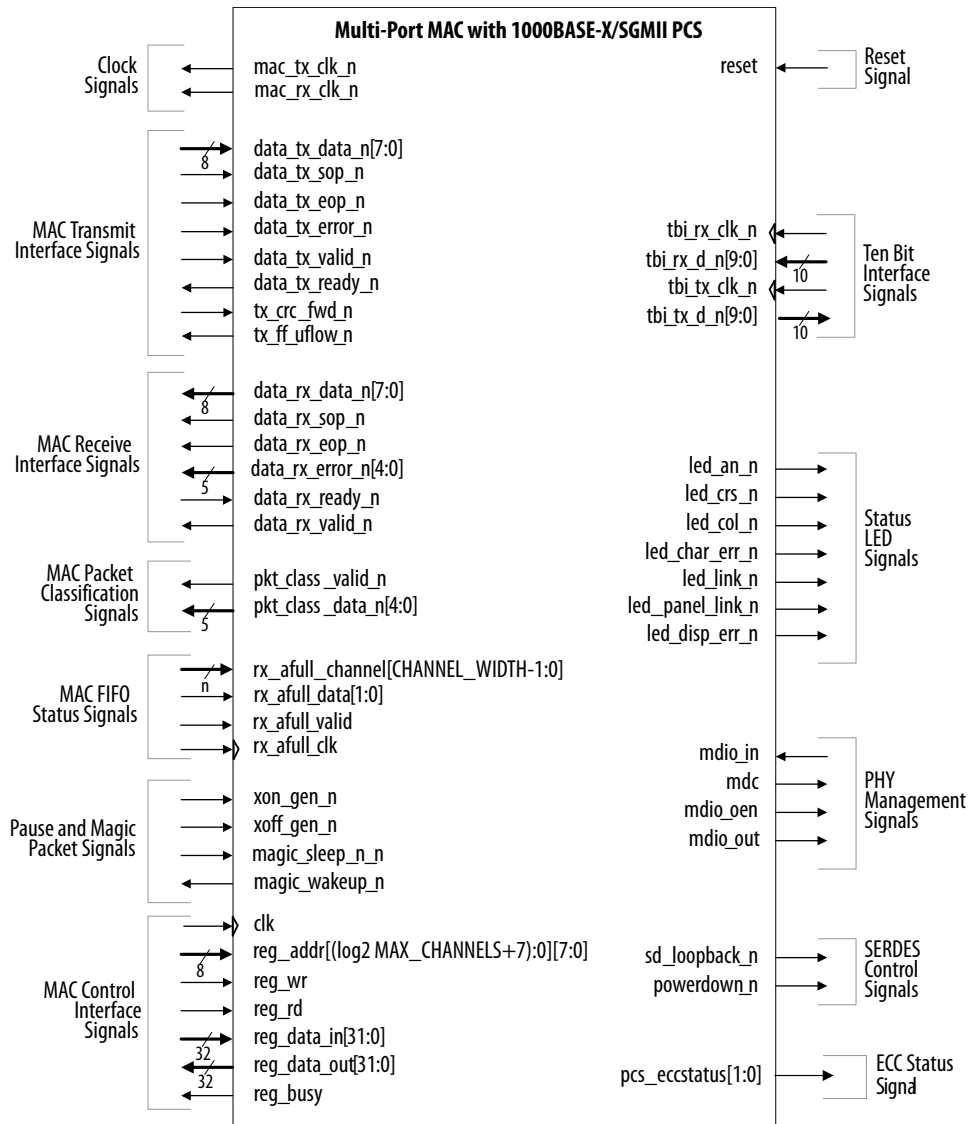 Multi-Port MAC with 1000BASE-X/SGMII PCS
Clock
Signals
mac_tx_clk_n
mac_rx_clk_n
MAC Transmit
Interface Signals
8
data_tx_data_n[7:0]
data_tx_sop_n
data_tx_eop_n
data_tx_error_n
data_tx_valid_n
data_tx_ready_n
tx_crc_fwd_n
tx_ff_uflow_n
MAC Receive
Interface Signals
8
data_rx_data_n[7:0]
data_rx_sop_n
data_rx_eop_n
5
data_rx_error_n[4:0]
data_rx_ready_n
data_rx_valid_n
MAC Packet
Classification
Signals
pkt_class_valid_n
5
pkt_class_data_n[4:0]
MAC FIFO
Status Signals
n
rx_afull_channel[CHANNEL_WIDTH-1:0]
rx_afull_data[1:0]
rx_afull_valid
rx_afull_clk
Pause and Magic
Packet Signals
xon_gen_n
xoff_gen_n
magic_sleep_n_n
magic_wakeup_n
MAC Control
Interface
Signals
clk
8
reg_addr[(log2 MAX_CHANNELS+7):0][7:0]
reg_wr
reg_rd
32
reg_data_in[31:0]
32
reg_data_out[31:0]
reg_busy
reset
Reset
Signal
tbi_rx_clk_n
tbi_rx_d_n[9:0]
10
tbi_tx_clk_n
tbi_tx_d_n[9:0]
10
Ten Bit
Interface
Signals
led_an_n
led_crs_n
led_col_n
led_char_err_n
led_link_n
led_panel_link_n
led_disp_err_n
Status
LED
Signals
mdio_in
mdc
mdio_oen
mdio_out
PHY
Management
Signals
sd_loopback_n
powerdown_n
SERDES
Control
Signals
pcs_eccstatus[1:0]
ECC Status
Signal